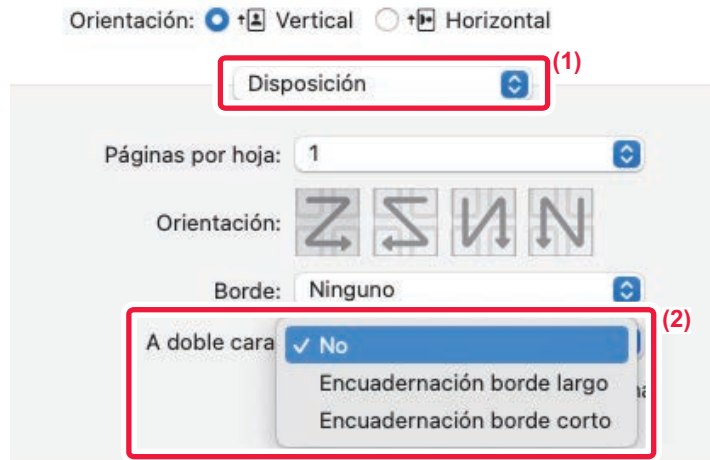 Orientación: Vertical Horizontal
(1)
Disposición
Páginas por hoja: 1
Orientación:
Borde: Ninguno
(2)
A doble cara ✓ No
Encuadernación borde largo
Encuadernación borde corto